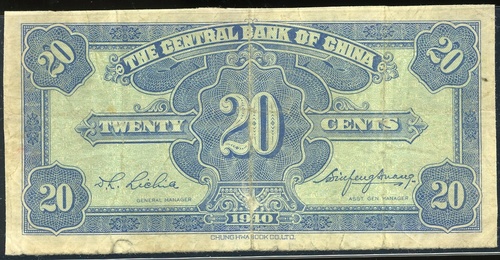 THE CENTRAL BANK OF CHINA
20 20
TWENTY 20 CENTS
GENERAL MANAGER ASST GEN MANAGER
20 20
1940
CHUNG HWA BOOK CO., LTD.